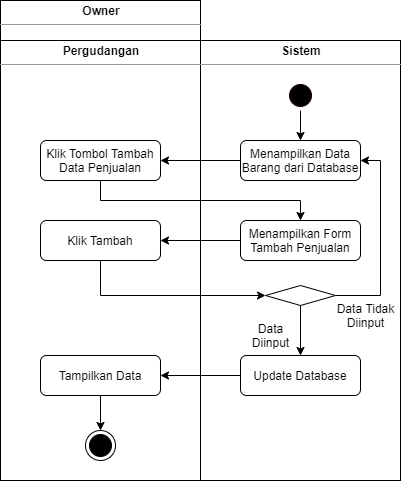 Owner
Pergudangan
Sistem
Klik Tombol Tambah
Data Penjualan
Menampilkan Data
Barang dari Database
Klik Tambah
Menampilkan Form
Tambah Penjualan
Data Tidak
Diinput
Data
Diinput
Tampilkan Data
Update Database